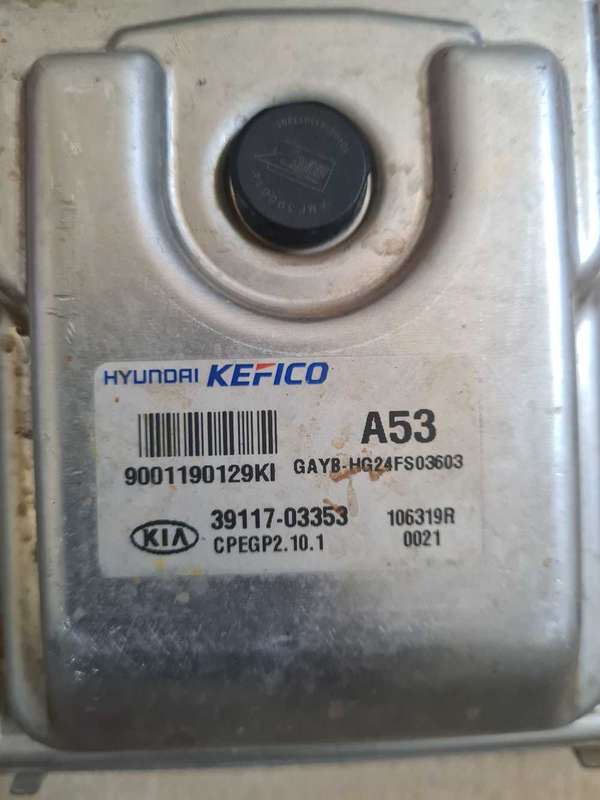 HYUNDAI KEFICO
A53
9001190129KI
GAYB-HG24FS03603
KIA
39117-03353
106319R
CPEGP2.10.1
0021